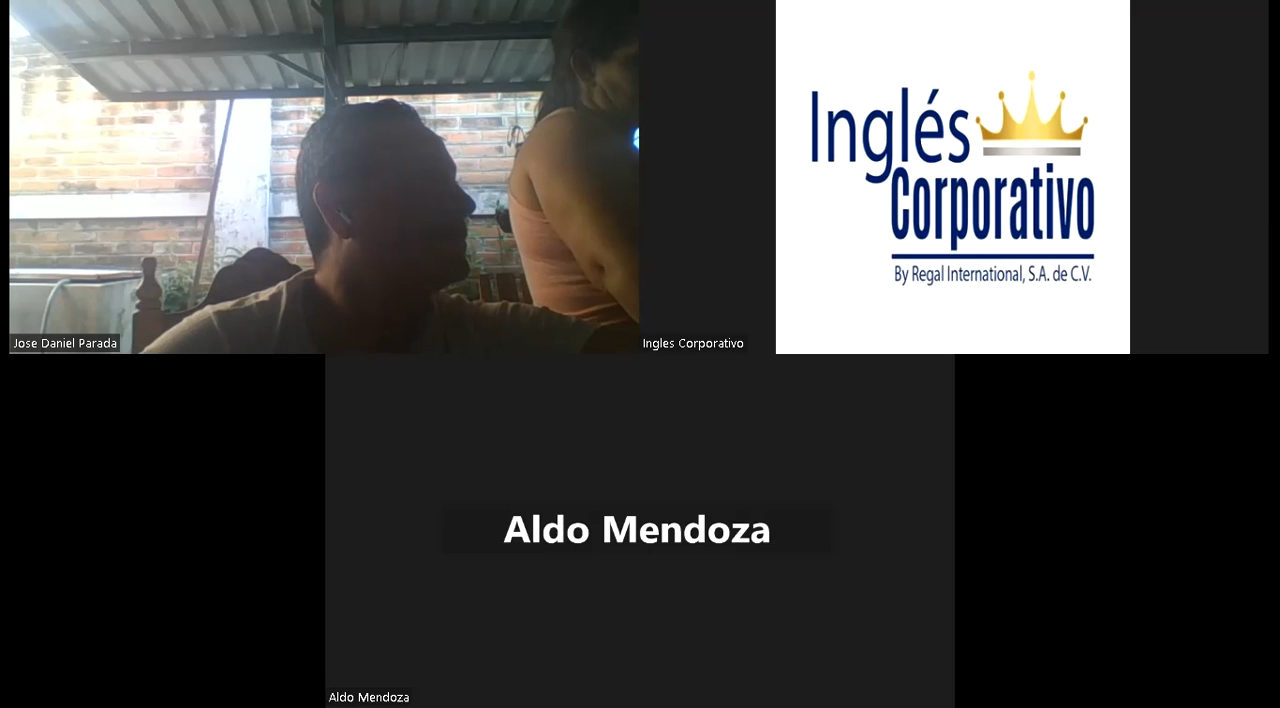 Inglés
Corporativo
By Regal International, S.A. de C.V.
Jose Daniel Parada
Ingles Corporativo
Aldo Mendoza
Aldo Mendoza